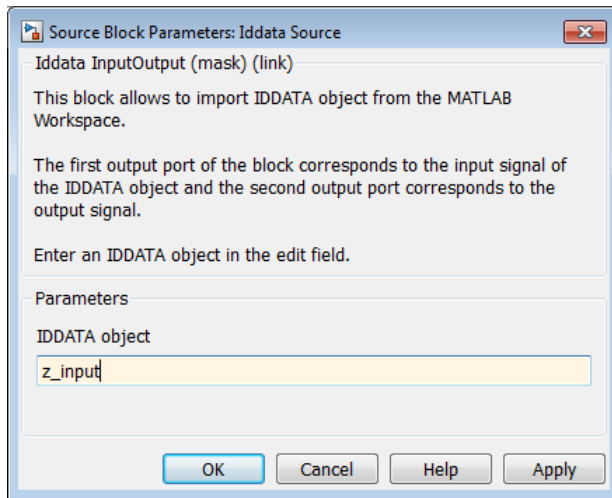 Source Block Parameters: Iddata Source
Iddata InputOutput (mask) (link)
This block allows to import IDDATA object from the MATLAB
Workspace.
The first output port of the block corresponds to the input signal of
the IDDATA object and the second output port corresponds to the
output signal.
Enter an IDDATA object in the edit field.
Parameters
IDDATA object
z_input
OK Cancel Help Apply